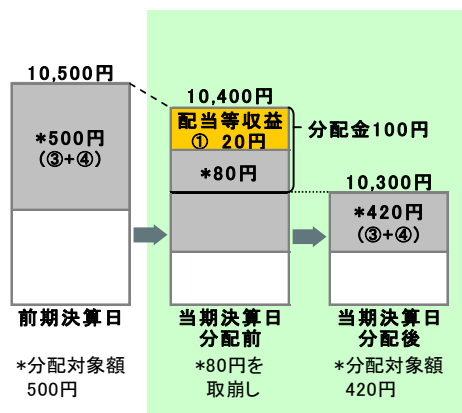 10,500円
*500円
(③+④)
前期決算日
*分配対象額
500円
10,400円
配当等収益
① 20円
*80円
分配金100円
当期決算日
分配前
*80円を
取崩し
10,300円
*420円
(③+④)
当期決算日
分配後
*分配対象額
420円